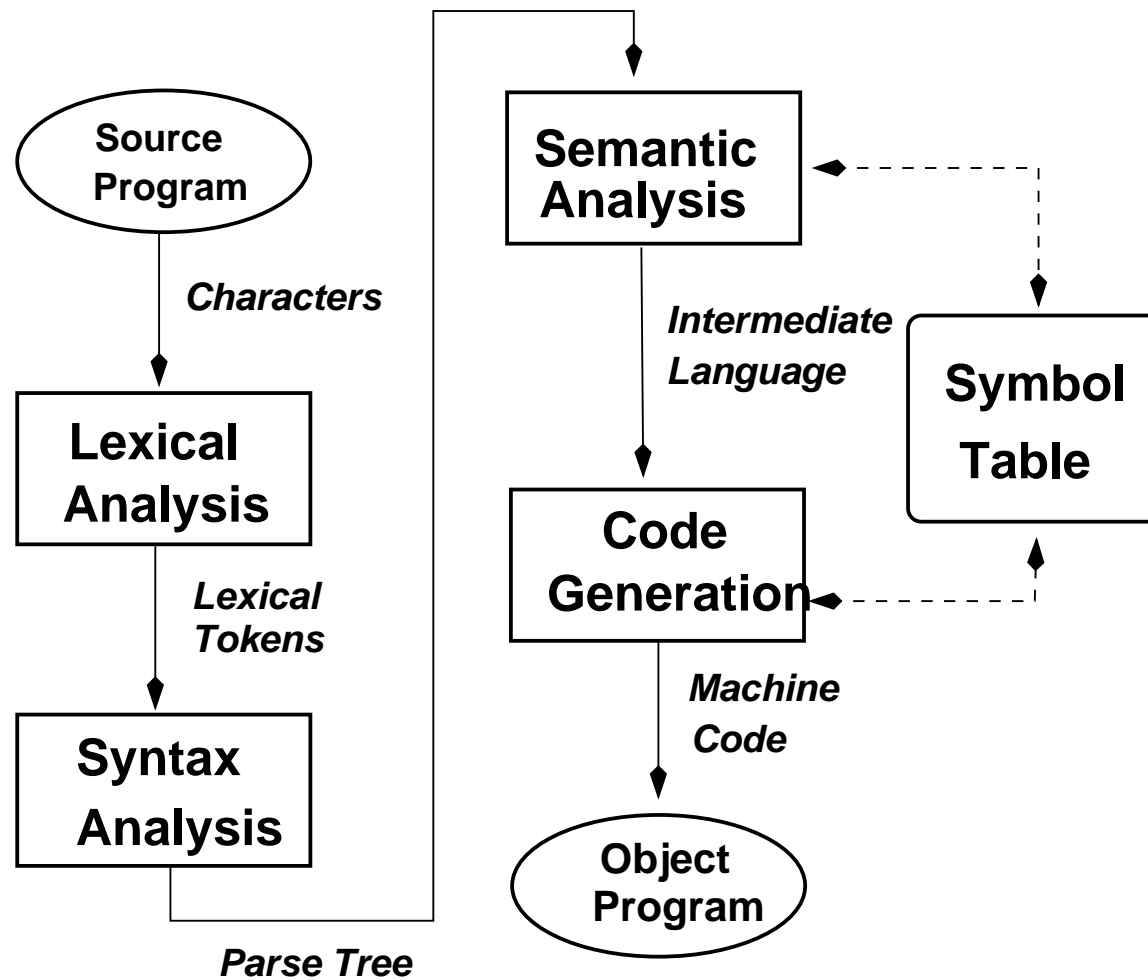 Source
Program
Characters
Lexical
Analysis
Lexical
Tokens
Syntax
Analysis
Parse Tree
Semantic
Analysis
Intermediate
Language
Symbol
Table
Code
Generation
Machine
Code
Object
Program